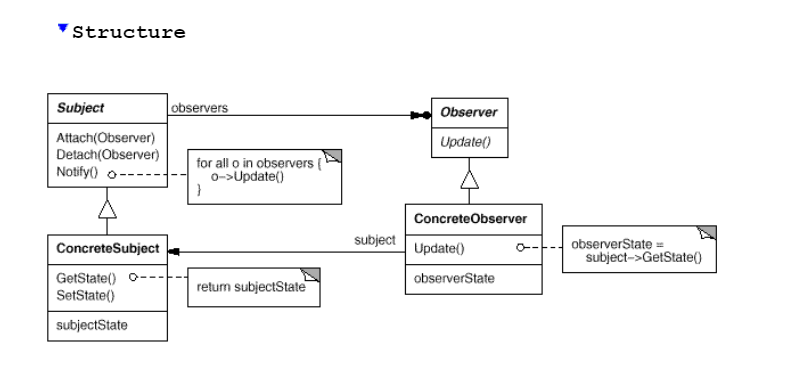 Structure
Subject
Attach(Observer)
Detach(Observer)
Notify()
observers
Observer
Update()
for all o in observers {
o->Update()
}
ConcreteSubject
GetState()
SetState()
subjectState
return subjectState
subject
ConcreteObserver
Update()
observerState
observerState =
subject->GetState()